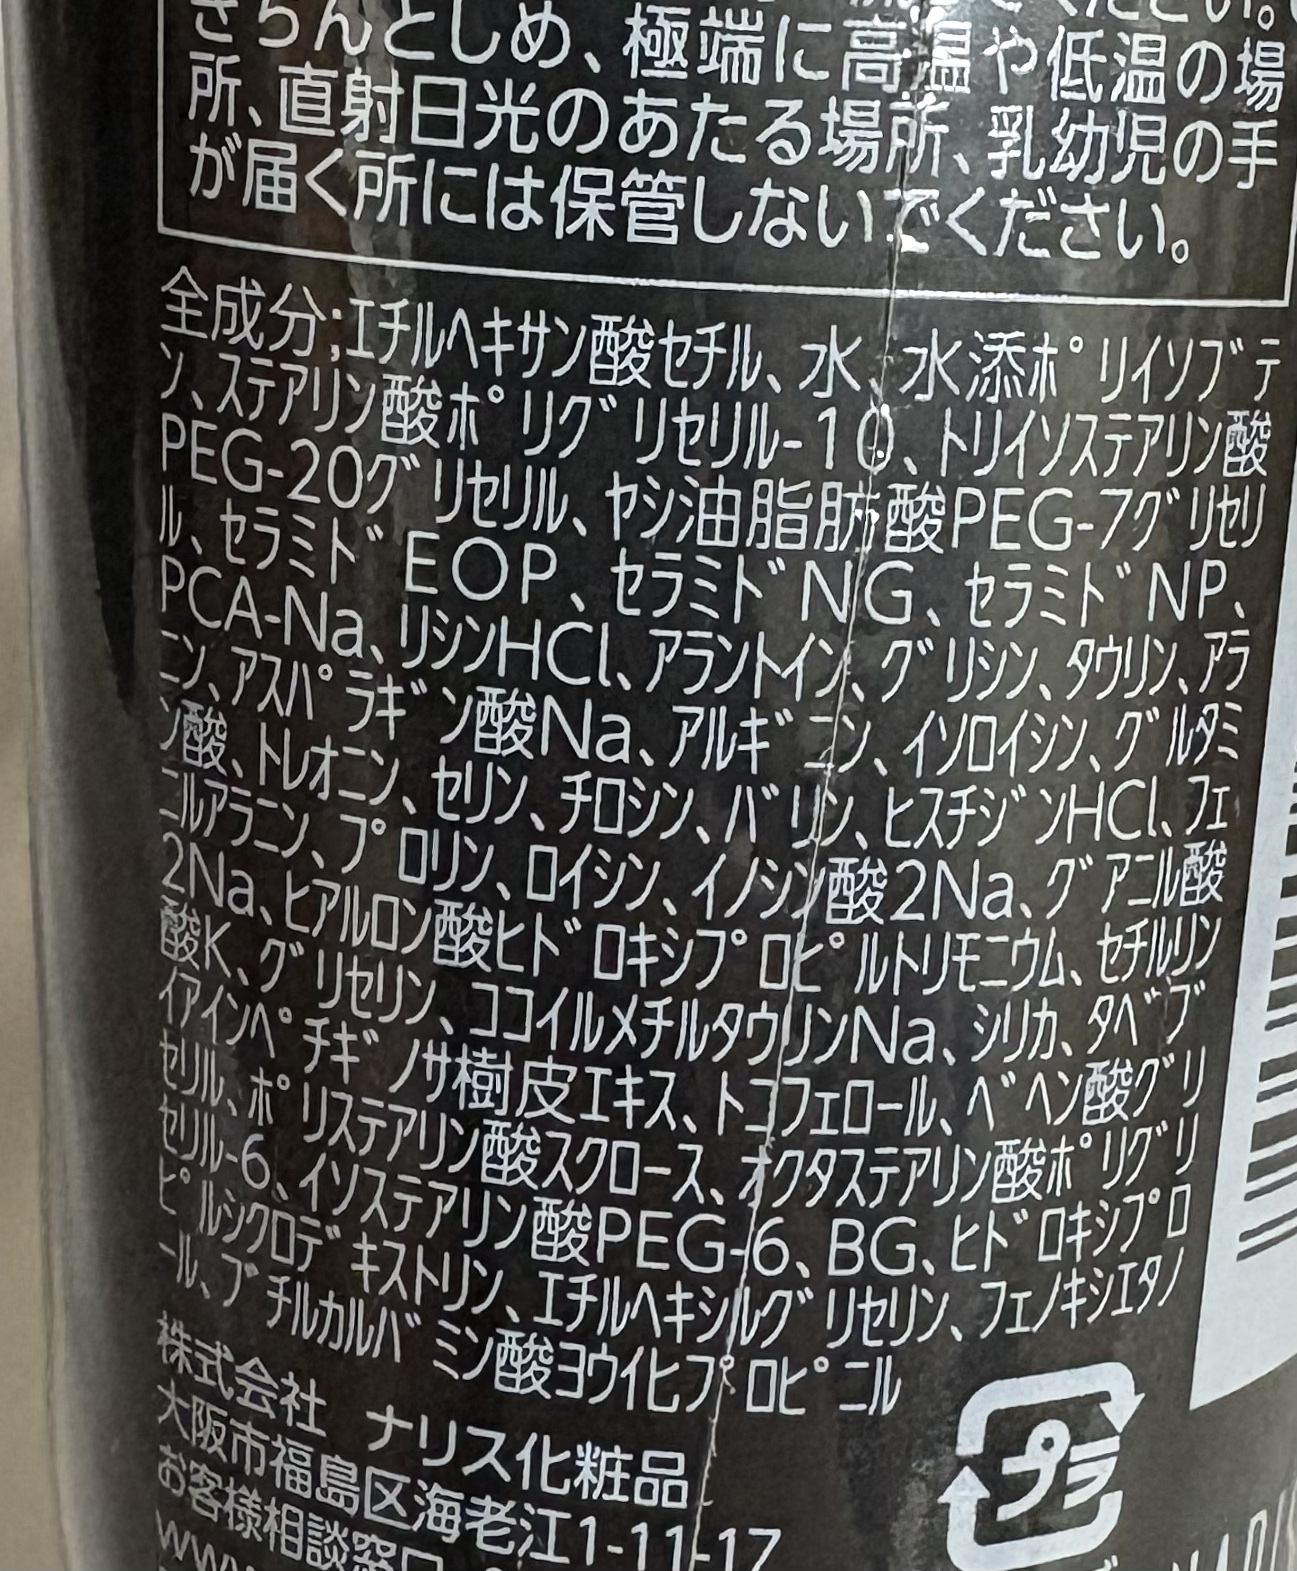 きちんとしめ、極端に高温や低温の場
所、直射日光のあたる場所、乳幼児の手
が届く所には保管しないでください。
全成分;エチルヘキサン酸セチル、水、水添ポリイソブテ
ン、ステアリン酸ポリグリセリル-10、トリイソステアリン酸
PEG-20グリセリル、ヤシ油脂肪酸PEG-7グリセリ
ル、セラミドEOP、セラミドNG、セラミドNP、
PCA-Na、リシンHCl、アラントイン、グリシン、タウリン、アラ
ニン、アスパラギン酸Na、アルギニン、イソロイシン、グルタミ
ン酸、トレオニン、セリン、チロシン、バリン、ヒスチジンHCl、フェ
ニルアラニン、プロリン、ロイシン、イノシン酸2Na、グアニル酸
2Na、ヒアルロン酸ヒドロキシプロピルトリモニウム、セチルリン
酸K、グリセリン、ココイルメチルタウリンNa、シリカ、タベブ
イアインペチギノサ樹皮エキス、トコフェロール、ベヘン酸グリ
セリル、ポリステアリン酸スクロース、オクタステアリン酸ポリグリ
セリル-6、イソステアリン酸PEG-6、BG、ヒドロキシプロ
ピルシクロデキストリン、エチルヘキシルグリセリン、フェノキシエタノ
ール、ブチルカルバミン酸ヨウ化プロピニル
株式会社 ナリス化粧品
大阪市福島区海老江1-11-17
お客様相談窓口
プラ